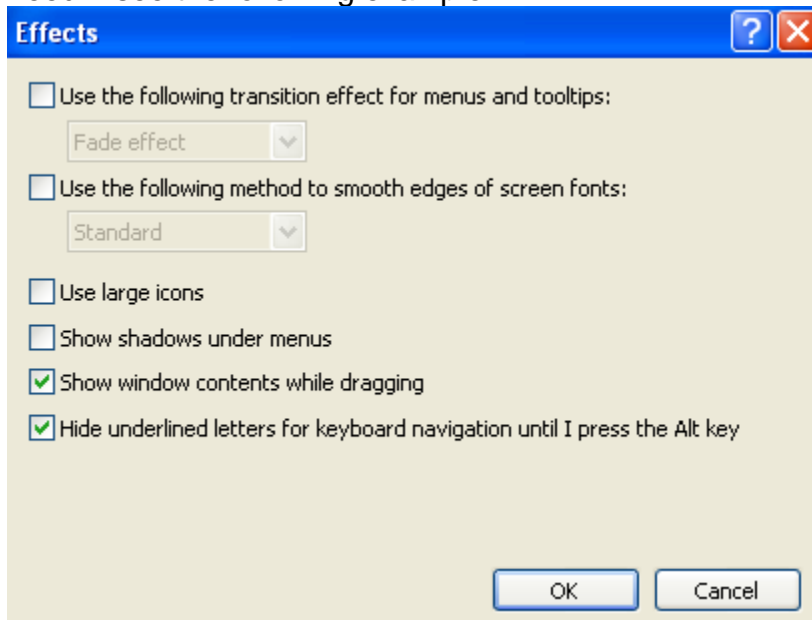 Effects
Use the following transition effect for menus and tooltips:
Fade effect
Use the following method to smooth edges of screen fonts:
Standard
Use large icons
Show shadows under menus
Show window contents while dragging
Hide underlined letters for keyboard navigation until I press the Alt key
OK Cancel